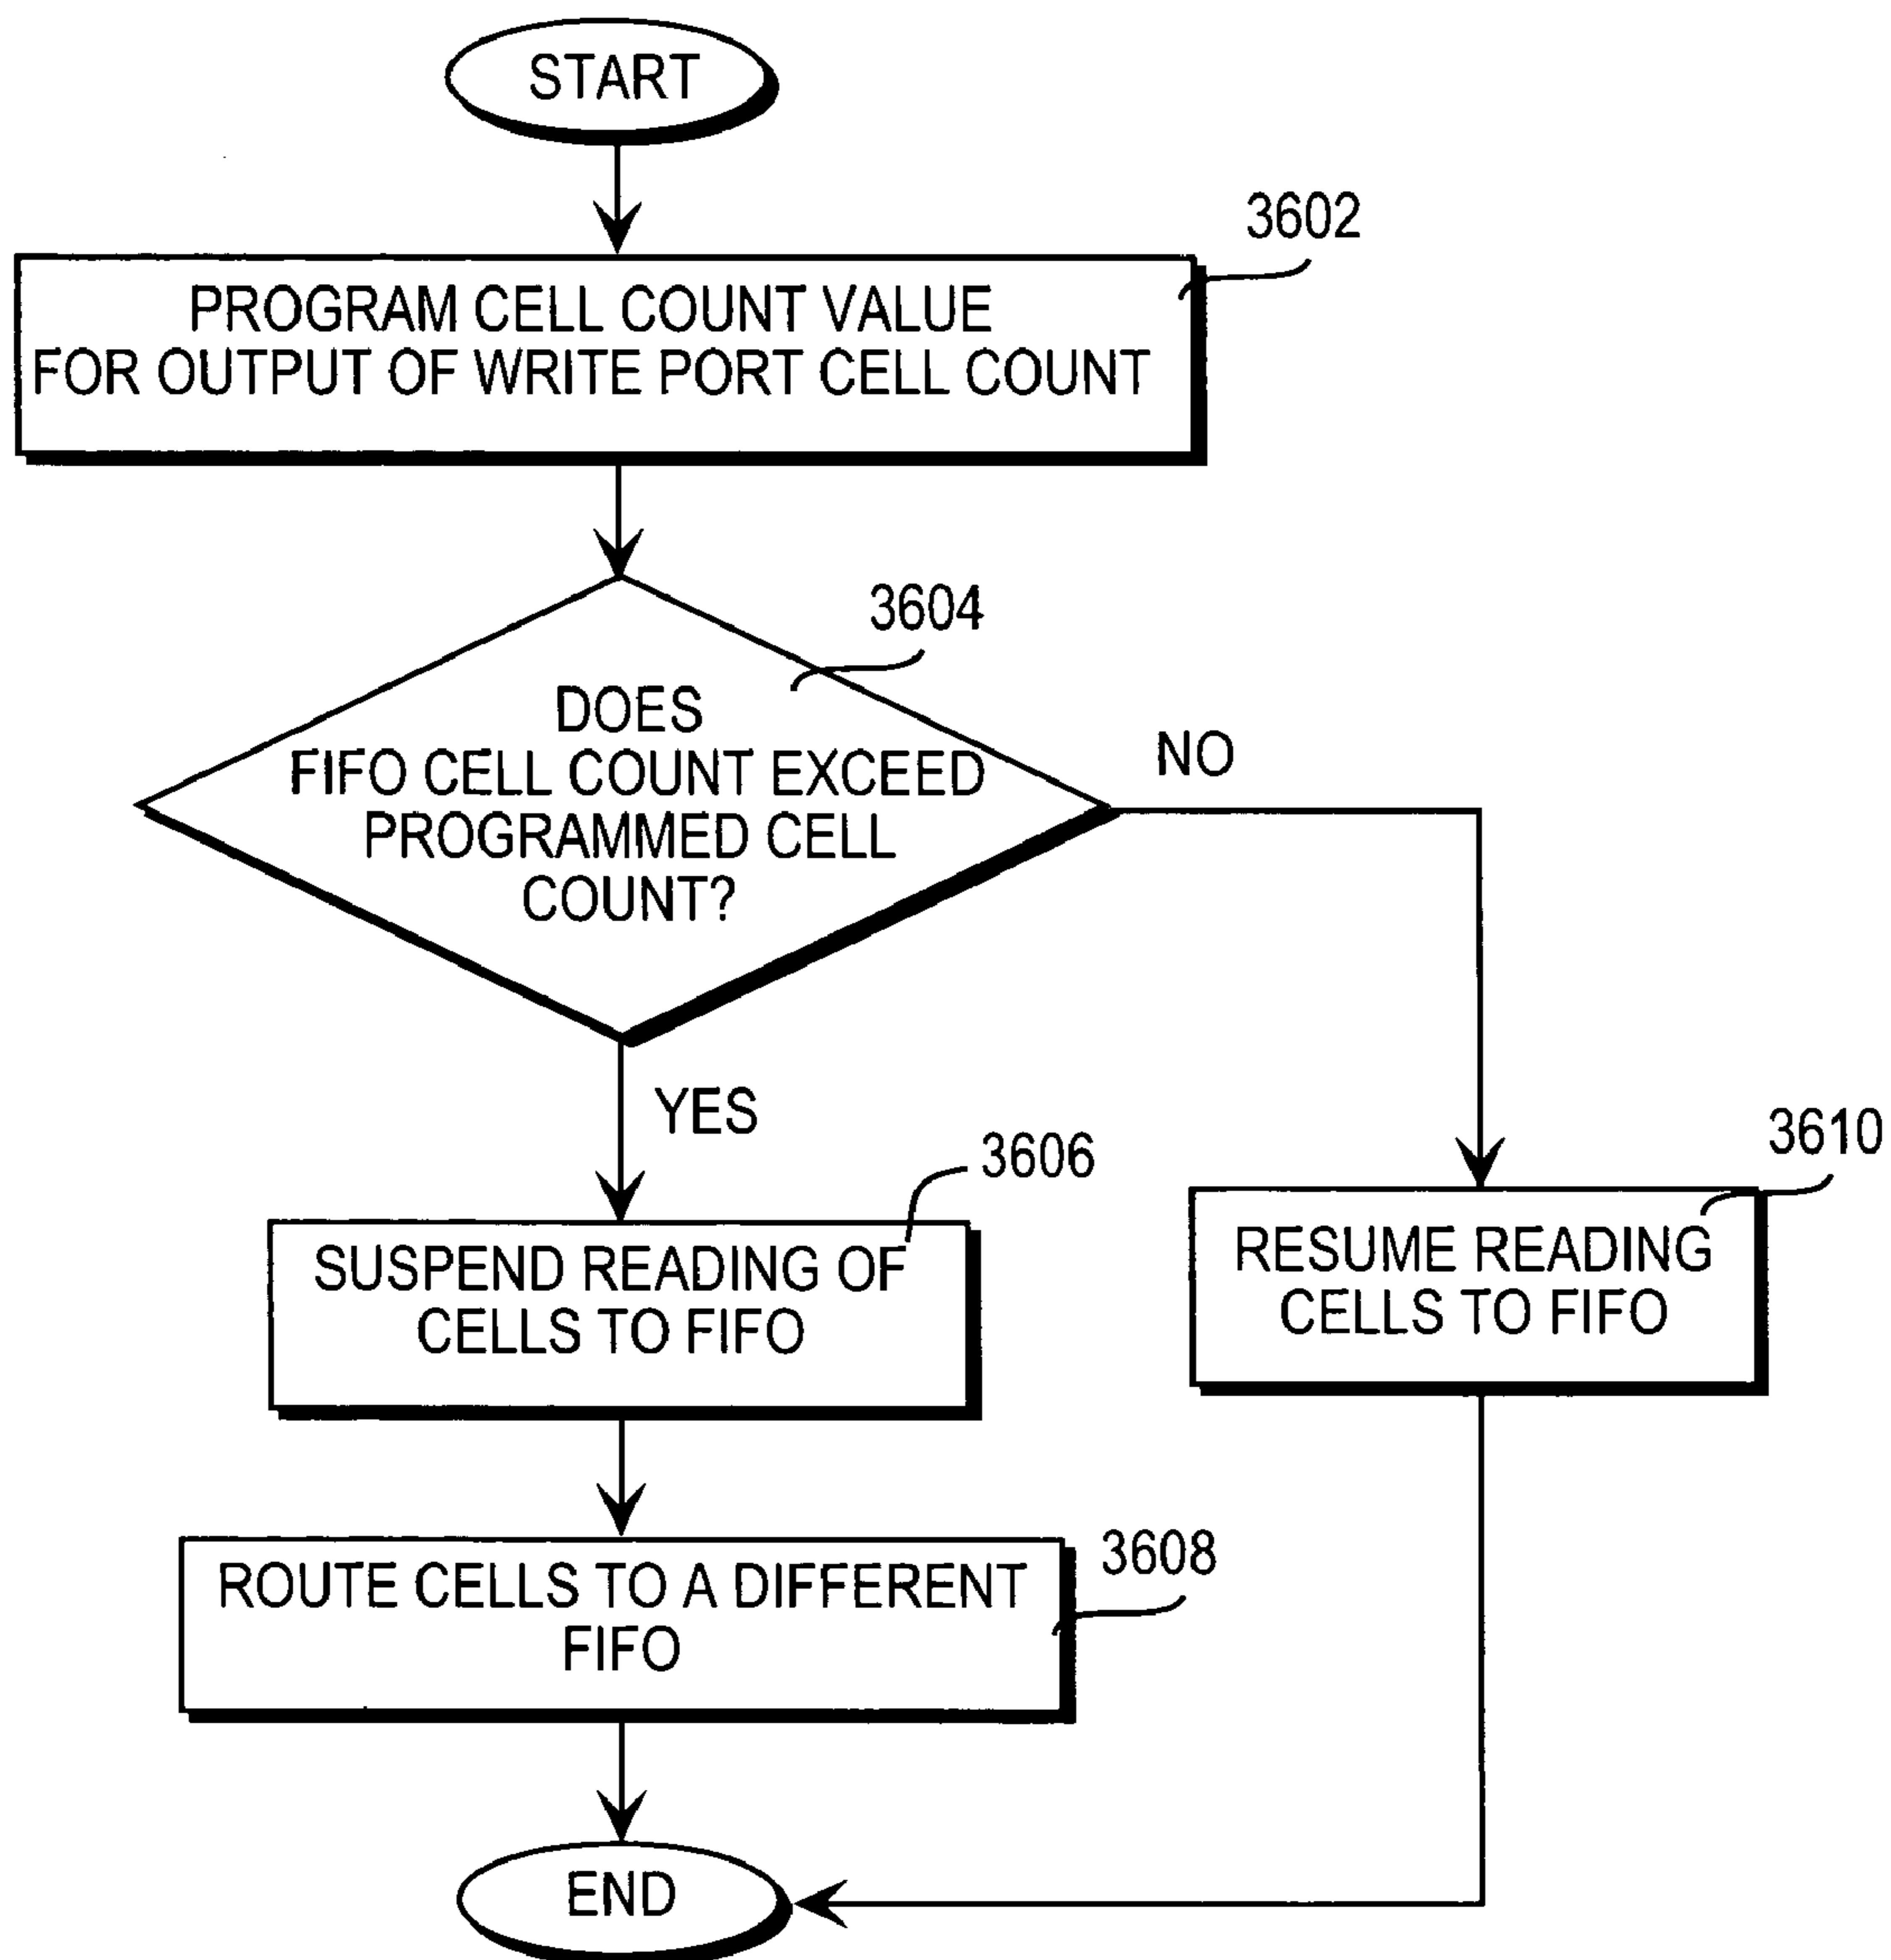 START
3602
PROGRAM CELL COUNT VALUE
FOR OUTPUT OF WRITE PORT CELL COUNT
3604
DOES
FIFO CELL COUNT EXCEED
PROGRAMMED CELL
COUNT?
NO
YES
3606
SUSPEND READING OF
CELLS TO FIFO
3610
RESUME READING
CELLS TO FIFO
3608
ROUTE CELLS TO A DIFFERENT
FIFO
END